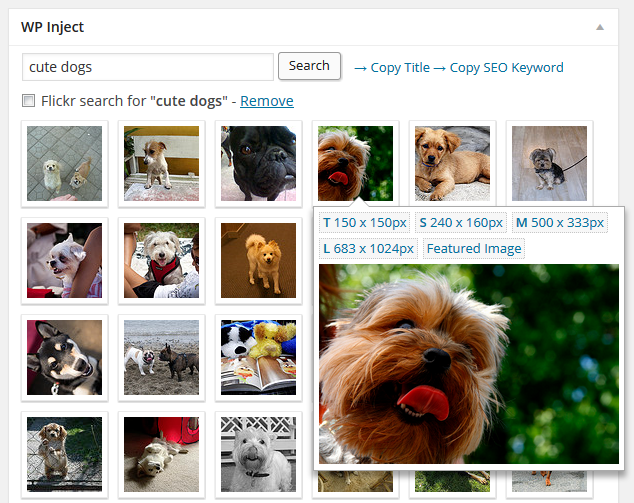 WP Inject
cute dogs Search → Copy Title → Copy SEO Keyword
Flickr search for "cute dogs" - Remove
T 150 x 150px S 240 x 160px M 500 x 333px
L 683 x 1024px Featured Image